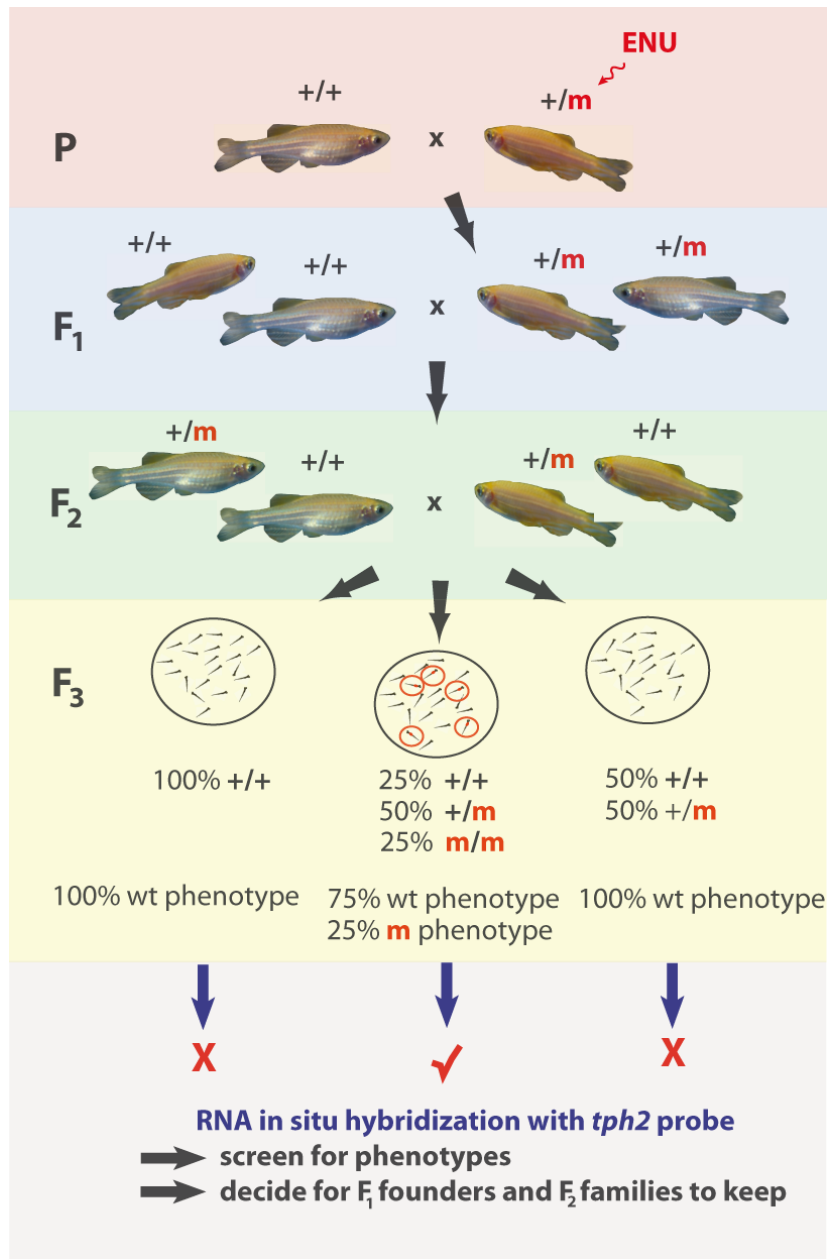 ENU
+/+
+/m
P
x
+/+
+/+
+/m
+/m
F1
x
+/m
+/+
+/m
+/+
F2
x
F3
100% +/+
25% +/+
50% +/m
25% m/m
50% +/+
50% +/m
100% wt phenotype
75% wt phenotype
25% m phenotype
100% wt phenotype
X
✓
X
RNA in situ hybridization with tph2 probe
screen for phenotypes
decide for F1 founders and F2 families to keep